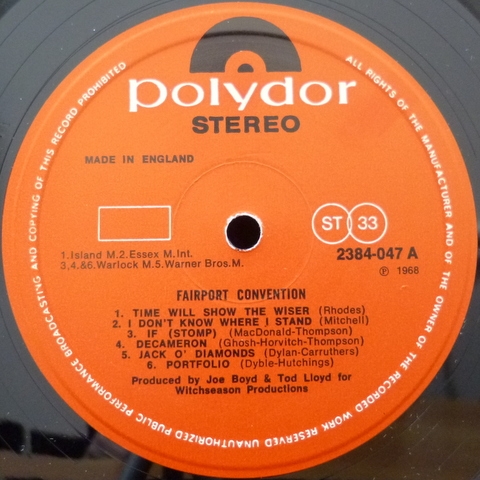 polydor
STEREO
MADE IN ENGLAND
ST 33
2384-047 A
℗ 1968
1.Island M.2.Essex M.Int.
3,4.&6.Warlock M.5.Warner Bros.M.
FAIRPORT CONVENTION
1. TIME WILL SHOW THE WISER (Rhodes)
2. I DON'T KNOW WHERE I STAND (Mitchell)
3. IF (STOMP) (MacDonald-Thompson)
4. DECAMERON (Ghosh-Horvitch-Thompson)
5. JACK O' DIAMONDS (Dylan-Carruthers)
6. PORTFOLIO (Dyble-Hutchings)
Produced by Joe Boyd & Tod Lloyd for
Witchseason Productions
ALL RIGHTS OF THE MANUFACTURER AND OF THE OWNER OF THE RECORDED WORK RESERVED UNAUTHORIZED PUBLIC PERFORMANCE BROADCASTING AND COPYING OF THIS RECORD PROHIBITED